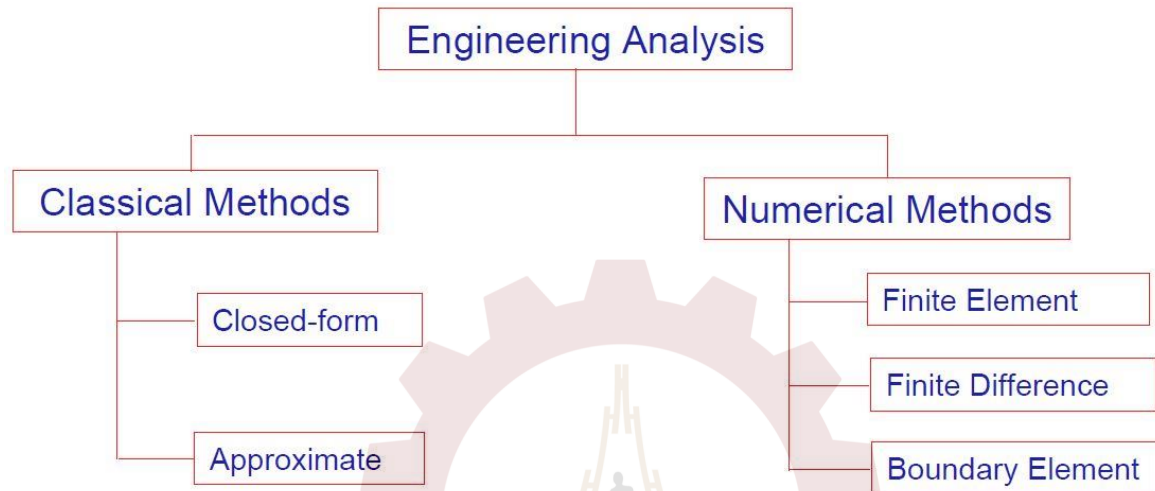 Engineering Analysis
Classical Methods
Closed-form
Approximate
Numerical Methods
Finite Element
Finite Difference
Boundary Element